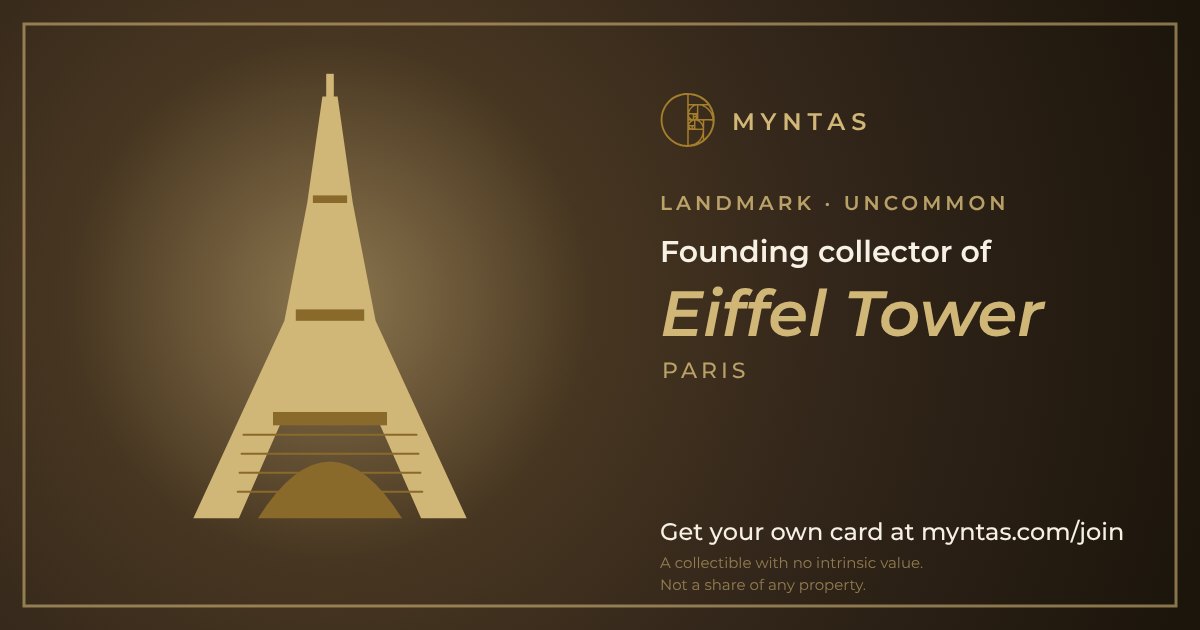 MYNTAS
LANDMARK · UNCOMMON
Founding collector of
Eiffel Tower
PARIS
Get your own card at myntas.com/join
A collectible with no intrinsic value.
Not a share of any property.